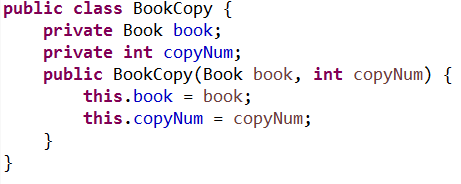 public class BookCopy {
    private Book book;
    private int copyNum;
    public BookCopy(Book book, int copyNum) {
        this.book = book;
        this.copyNum = copyNum;
    }
}